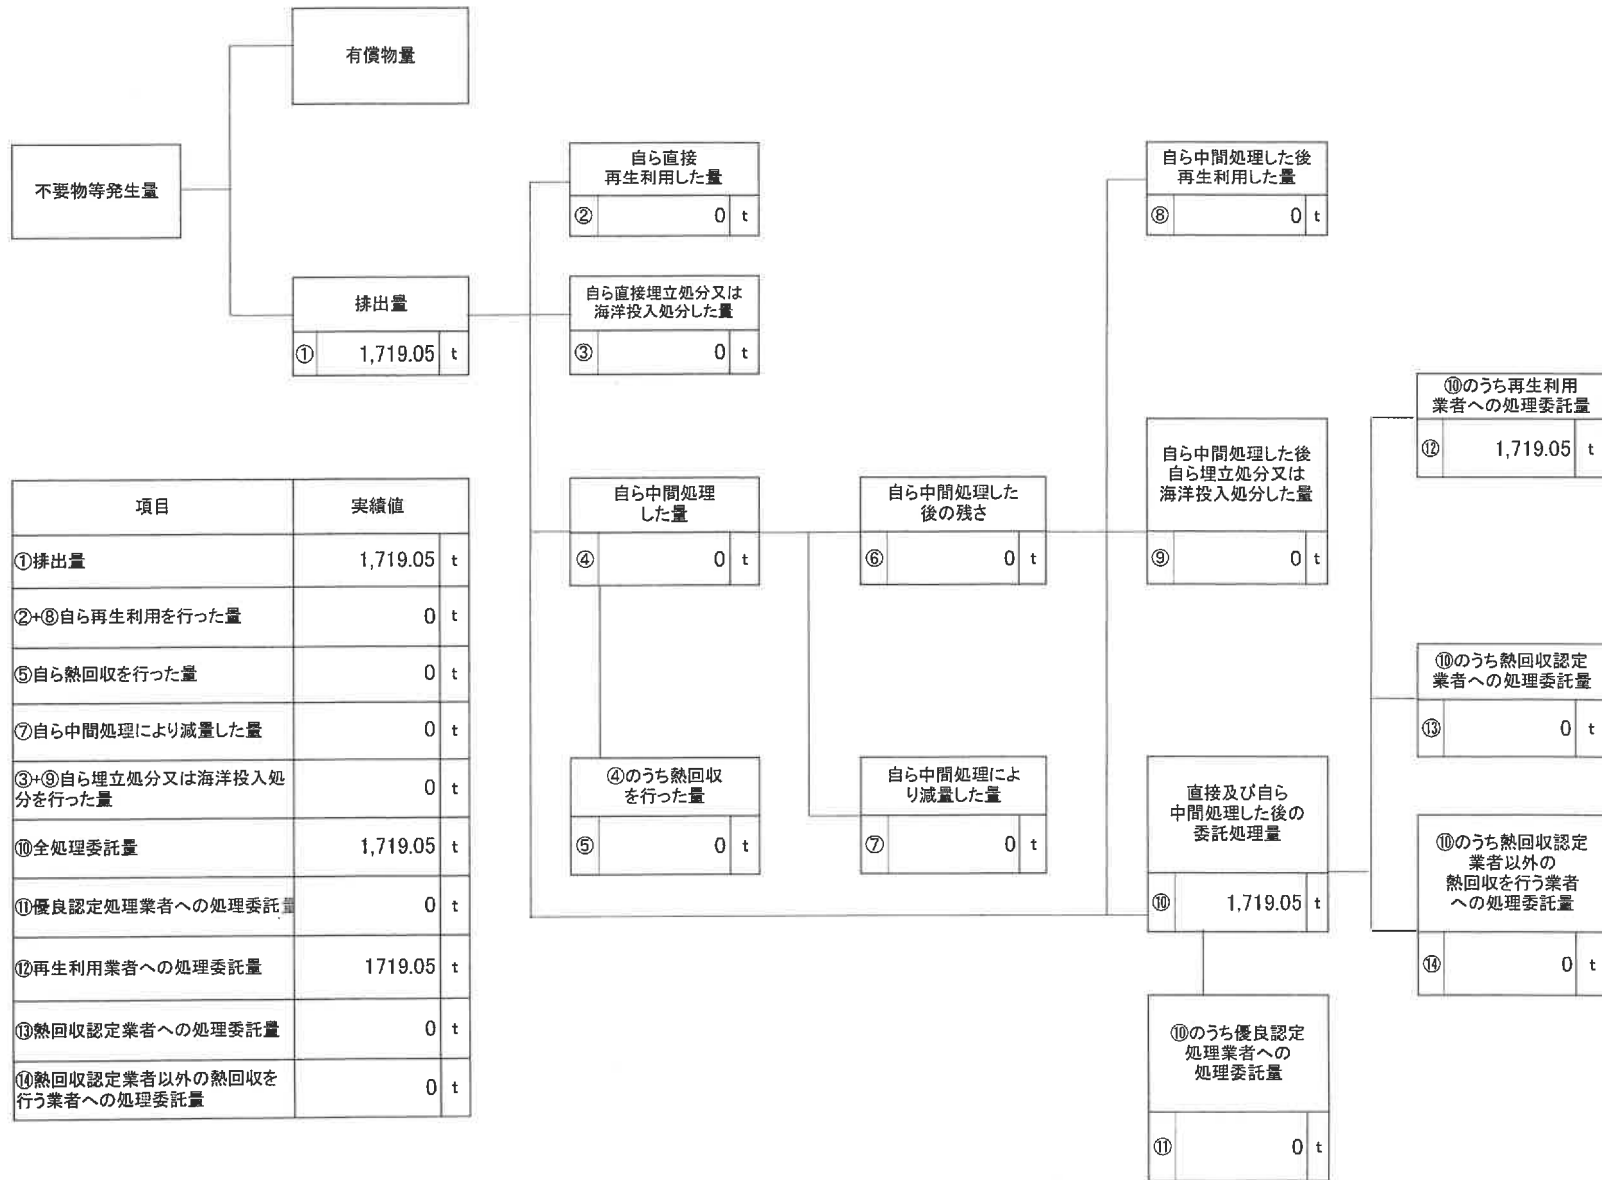 有償物量
不要物等発生量
排出量
① 1,719.05 t
自ら直接
再生利用した量
② 0 t
自ら直接埋立処分又は
海洋投入処分した量
③ 0 t
自ら中間処理
した量
④ 0 t
④のうち熱回収
を行った量
⑤ 0 t
自ら中間処理した
後の残さ
⑥ 0 t
自ら中間処理によ
り減量した量
⑦ 0 t
自ら中間処理した後
再生利用した量
⑧ 0 t
自ら中間処理した後
自ら埋立処分又は
海洋投入処分した量
⑨ 0 t
直接及び自ら
中間処理した後の
委託処理量
⑩ 1,719.05 t
⑩のうち優良認定
処理業者への
処理委託量
⑪ 0 t
⑩のうち再生利用
業者への処理委託量
⑫ 1,719.05 t
⑩のうち熱回収認定
業者への処理委託量
⑬ 0 t
⑩のうち熱回収認定
業者以外の
熱回収を行う業者
への処理委託量
⑭ 0 t
項目 実績値
①排出量 1,719.05 t
②+⑧自ら再生利用を行った量 0 t
⑤自ら熱回収を行った量 0 t
⑦自ら中間処理により減量した量 0 t
③+⑨自ら埋立処分又は海洋投入処
分を行った量 0 t
⑩全処理委託量 1,719.05 t
⑪優良認定処理業者への処理委託量 0 t
⑫再生利用業者への処理委託量 1719.05 t
⑬熱回収認定業者への処理委託量 0 t
⑭熱回収認定業者以外の熱回収を
行う業者への処理委託量 0 t